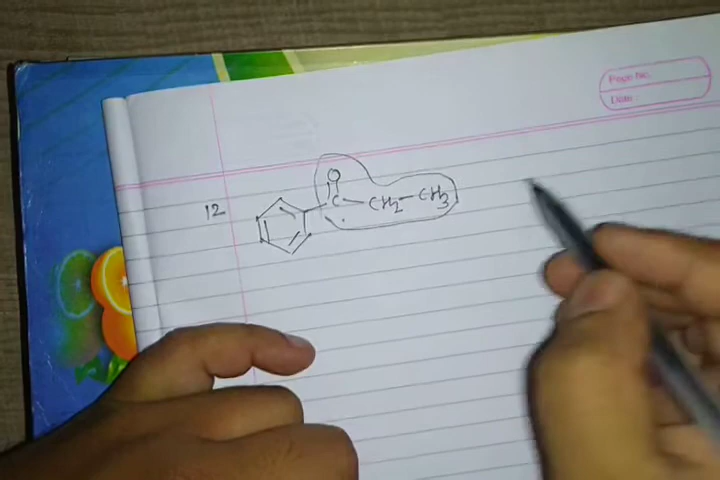 Page No.
Date:
12
O
C—CH2—CH3